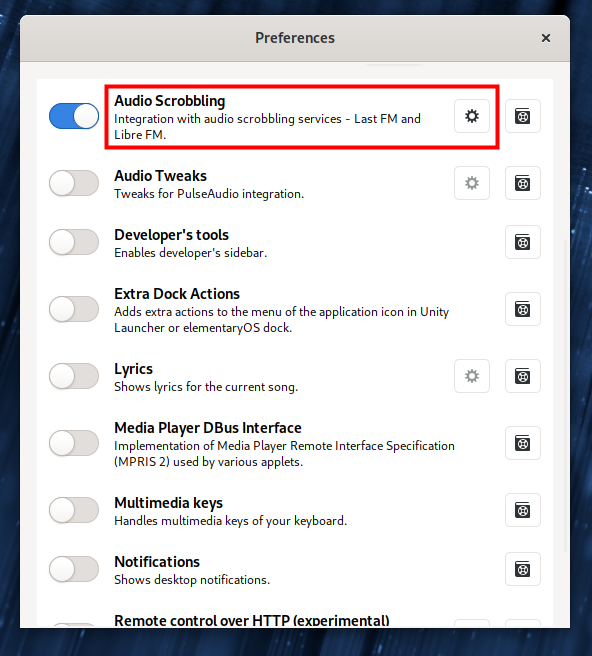 Preferences
Audio Scrobbling
Integration with audio scrobbling services - Last FM and
Libre FM.
Audio Tweaks
Tweaks for PulseAudio integration.
Developer's tools
Enables developer's sidebar.
Extra Dock Actions
Adds extra actions to the menu of the application icon in Unity
Launcher or elementaryOS dock.
Lyrics
Shows lyrics for the current song.
Media Player DBus Interface
Implementation of Media Player Remote Interface Specification
(MPRIS 2) used by various applets.
Multimedia keys
Handles multimedia keys of your keyboard.
Notifications
Shows desktop notifications.
Remote control over HTTP (experimental)